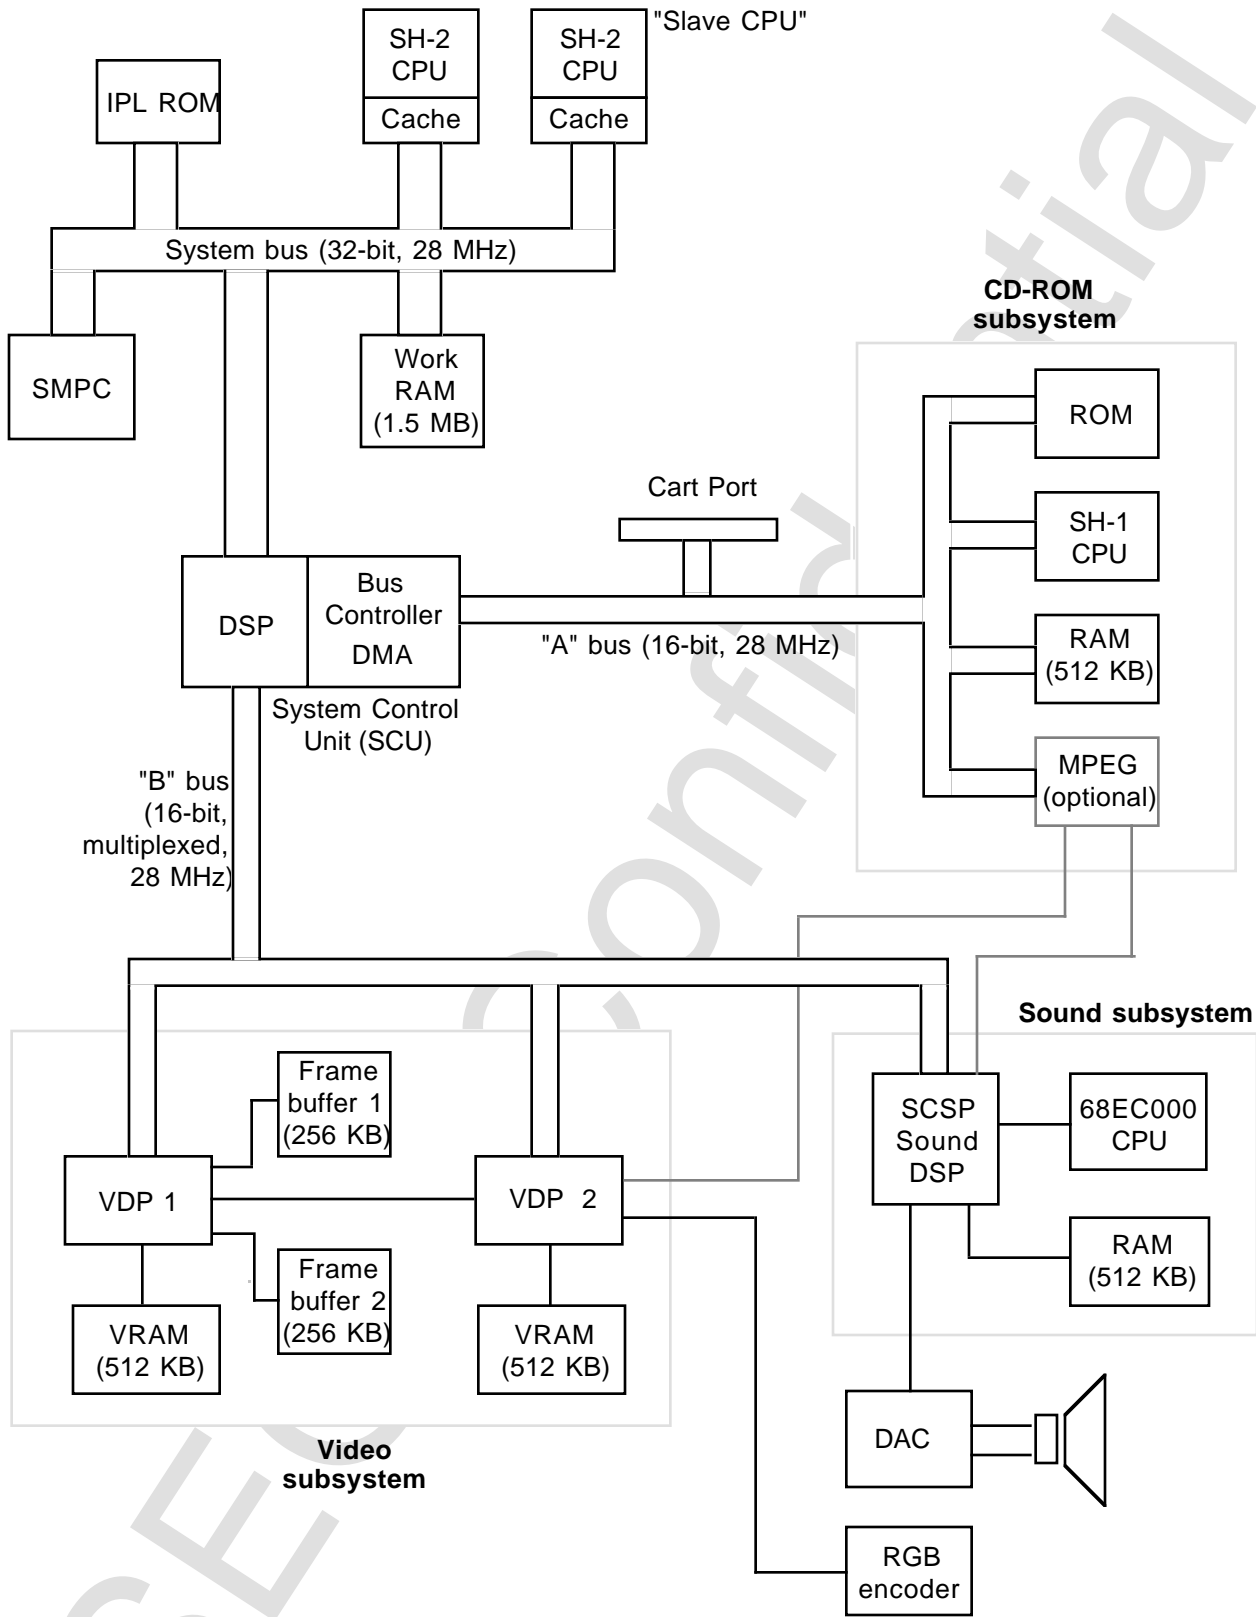 "Slave CPU"
SH-2
CPU
Cache
SH-2
CPU
Cache
IPL ROM
System bus (32-bit, 28 MHz)
SMPC
Work
RAM
(1.5 MB)
CD-ROM
subsystem
ROM
SH-1
CPU
RAM
(512 KB)
MPEG
(optional)
Cart Port
DSP
Bus
Controller
DMA
"A" bus (16-bit, 28 MHz)
System Control
Unit (SCU)
"B" bus
(16-bit,
multiplexed,
28 MHz)
Sound subsystem
SCSP
Sound
DSP
68EC000
CPU
RAM
(512 KB)
Frame
buffer 1
(256 KB)
VDP 1
VDP 2
Frame
buffer 2
(256 KB)
VRAM
(512 KB)
VRAM
(512 KB)
Video
subsystem
DAC
RGB
encoder
SEGA Confidential